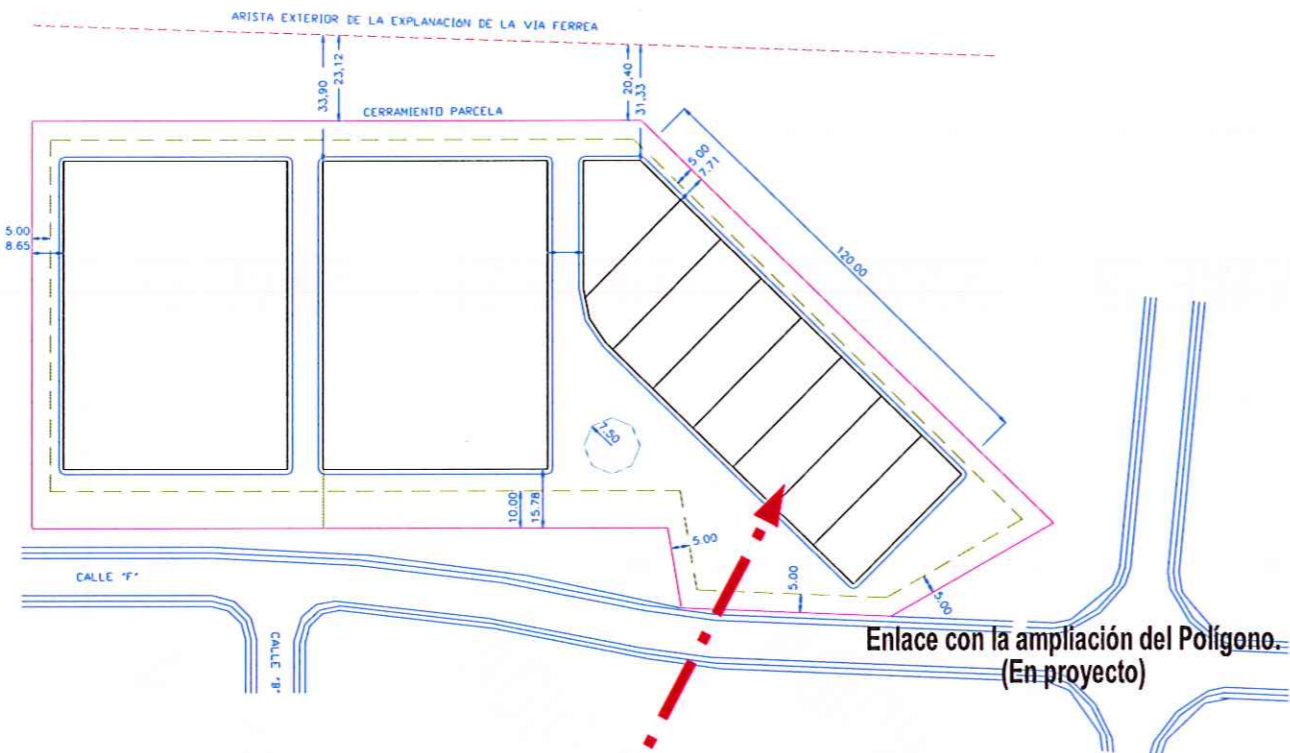 ARISTA EXTERIOR DE LA EXPLANACIÓN DE LA VIA FERREA
33,90
23,12
20,40
31,33
CERRAMIENTO PARCELA
5.00
7.71
120.00
5.00
8.65
7.50
10.00
15.78
5.00
5.00
5.00
CALLE "F"
CALLE "B"
Enlace con la ampliación del Polígono.
(En proyecto)